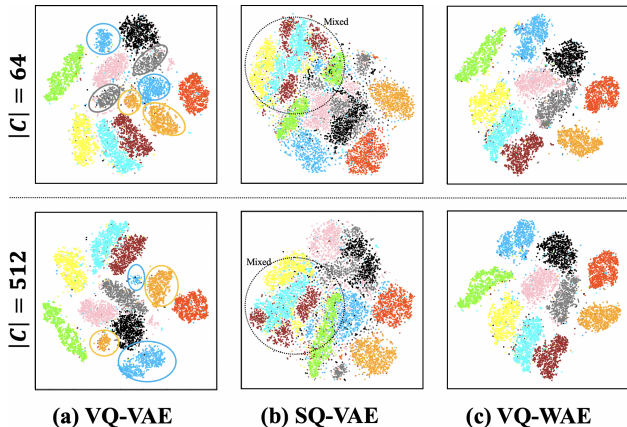 |C| = 64
Mixed
|C| = 512
Mixed
(a) VQ-VAE
(b) SQ-VAE
(c) VQ-WAE